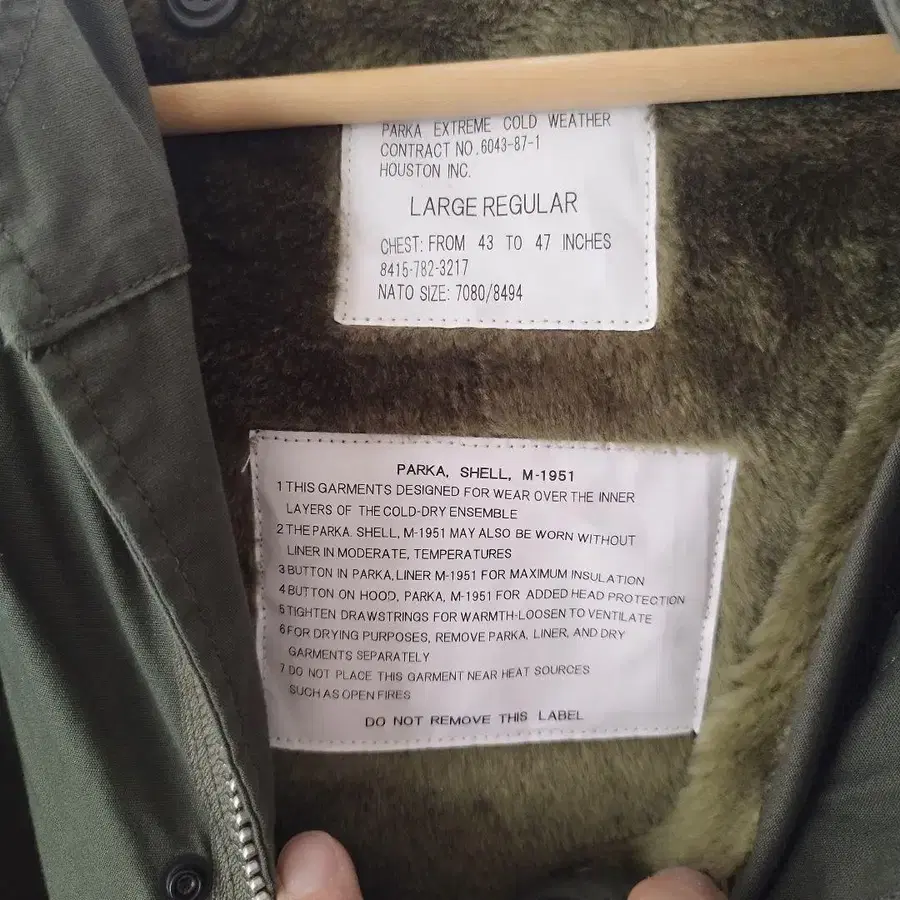 PARKA EXTREME COLD WEATHER
CONTRACT NO.6043-87-1
HOUSTON INC.
LARGE REGULAR
CHEST: FROM 43 TO 47 INCHES
8415-782-3217
NATO SIZE: 7080/8494
PARKA, SHELL, M-1951
1 THIS GARMENTS DESIGNED FOR WEAR OVER THE INNER
LAYERS OF THE COLD-DRY ENSEMBLE
2 THE PARKA. SHELL, M-1951 MAY ALSO BE WORN WITHOUT
LINER IN MODERATE, TEMPERATURES
3 BUTTON IN PARKA, LINER M-1951 FOR MAXIMUM INSULATION
4 BUTTON ON HOOD, PARKA, M-1951 FOR ADDED HEAD PROTECTION
5 TIGHTEN DRAWSTRINGS FOR WARMTH-LOOSEN TO VENTILATE
6 FOR DRYING PURPOSES, REMOVE PARKA, LINER, AND DRY
GARMENTS SEPARATELY
7 DO NOT PLACE THIS GARMENT NEAR HEAT SOURCES
SUCH AS OPEN FIRES
DO NOT REMOVE THIS LABEL